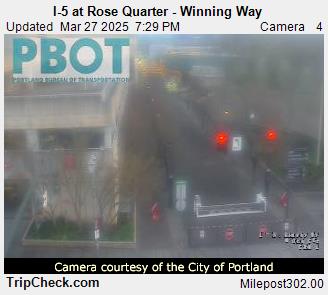 I-5 at Rose Quarter - Winning Way
Updated Mar 27 2025 7:29 PM Camera 4
PBOT
PORTLAND BUREAU OF TRANSPORTATION
Camera courtesy of the City of Portland
TripCheck.com Milepost302.00